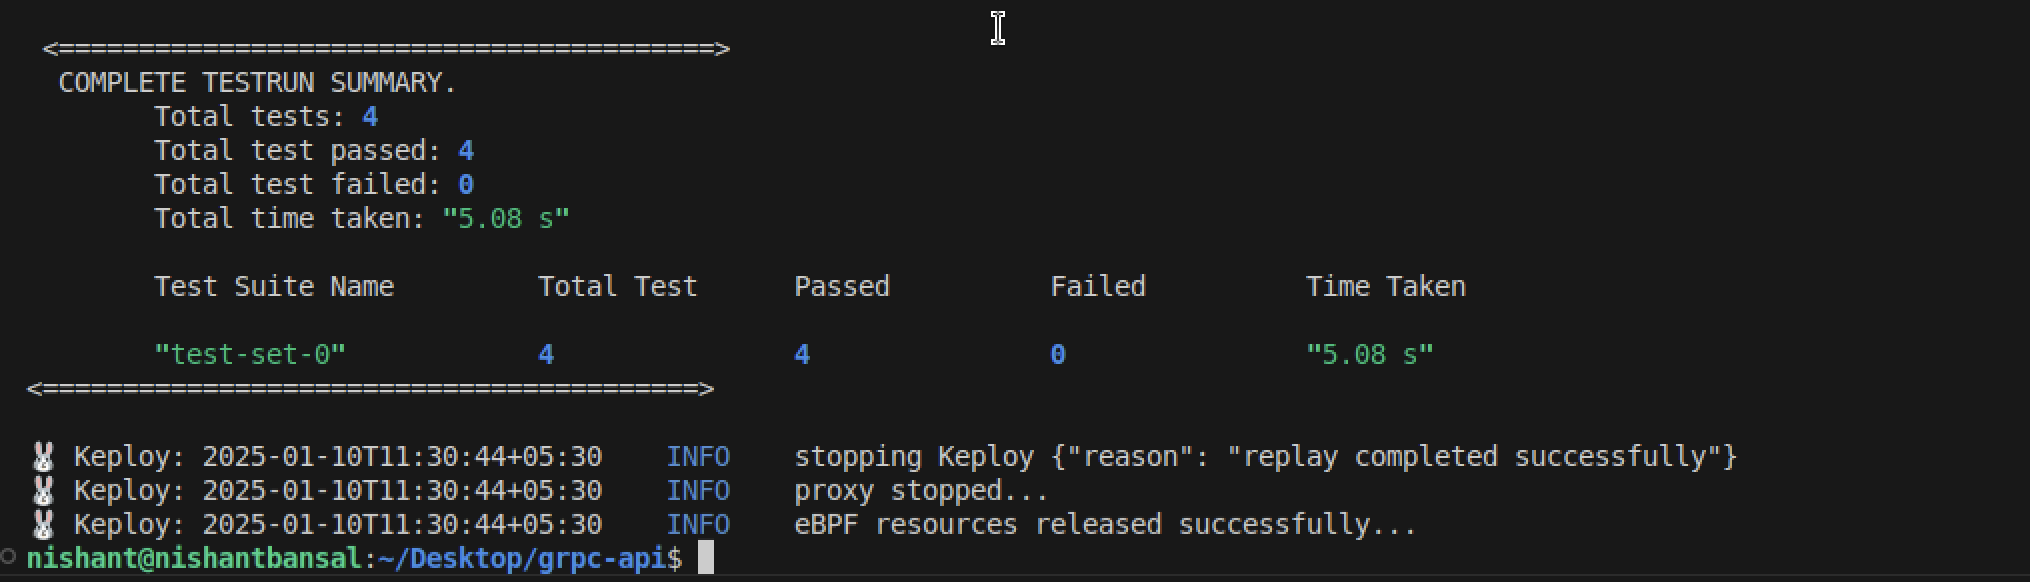 <=========================================>
COMPLETE TESTRUN SUMMARY.
Total tests: 4
Total test passed: 4
Total test failed: 0
Total time taken: "5.08 s"
Test Suite Name Total Test Passed Failed Time Taken
"test-set-0" 4 4 0 "5.08 s"
<=========================================>
🐰 Keploy: 2025-01-10T11:30:44+05:30 INFO stopping Keploy {"reason": "replay completed successfully"}
🐰 Keploy: 2025-01-10T11:30:44+05:30 INFO proxy stopped...
🐰 Keploy: 2025-01-10T11:30:44+05:30 INFO eBPF resources released successfully...
nishant@nishantbansal:~/Desktop/grpc-api$